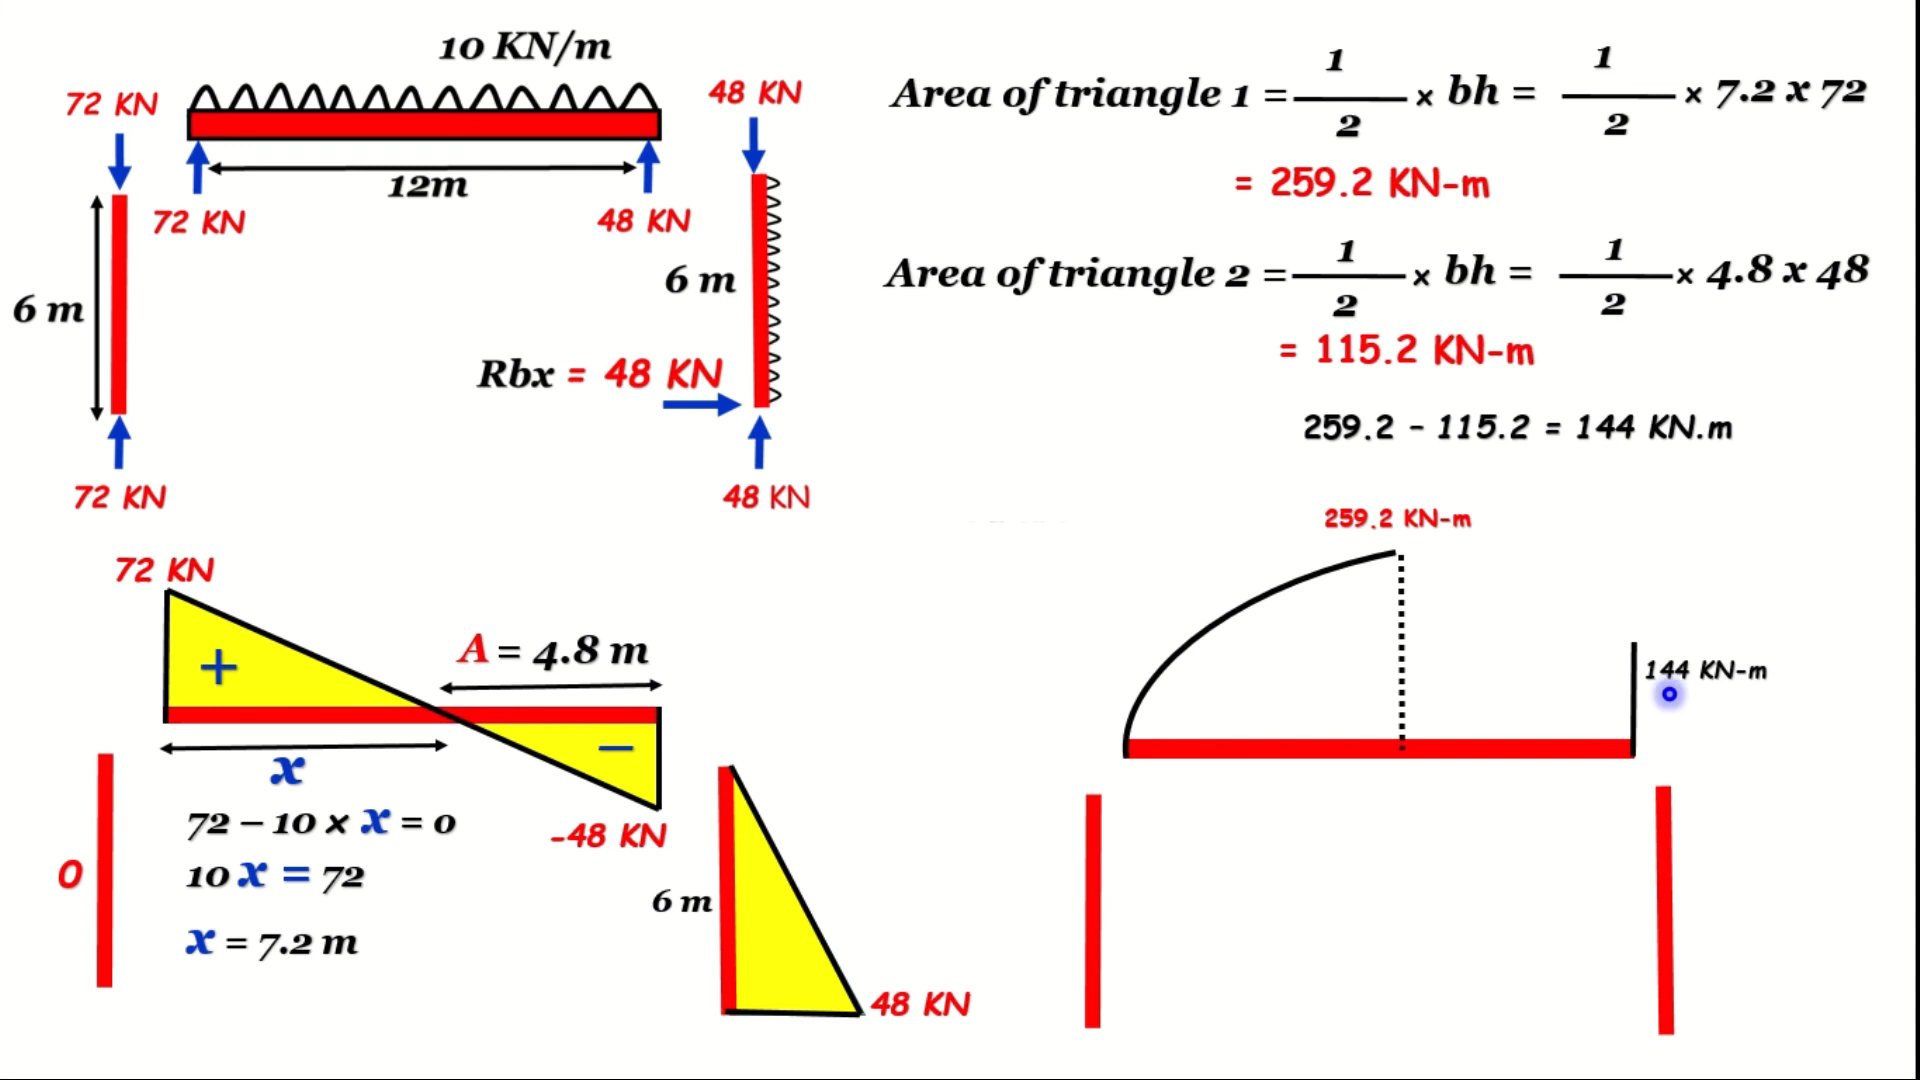 10 KN/m
72 KN
48 KN
12m
72 KN
48 KN
6 m
6 m
Rbx = 48 KN
72 KN
48 KN
Area of triangle 1 = 1/2 × bh = 1/2 × 7.2 x 72
= 259.2 KN-m
Area of triangle 2 = 1/2 × bh = 1/2 × 4.8 x 48
= 115.2 KN-m
259.2 – 115.2 = 144 KN.m
72 KN
+
A = 4.8 m
–
x
-48 KN
72 – 10 × x = 0
10 x = 72
x = 7.2 m
0
6 m
48 KN
259.2 KN-m
144 KN-m